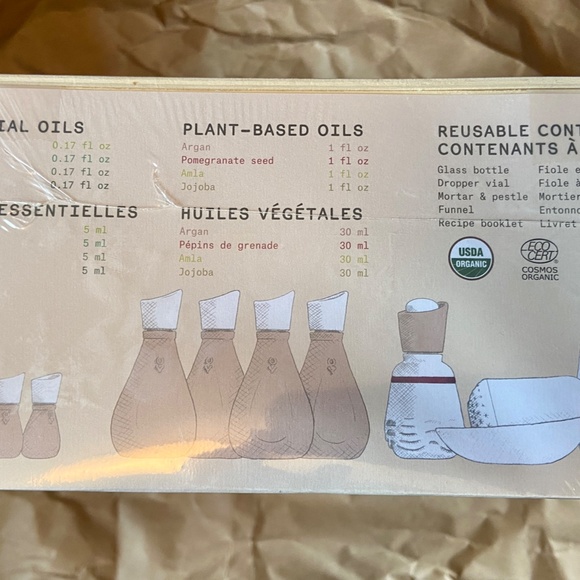 OILS
0.17 fl oz
0.17 fl oz
0.17 fl oz
0.17 fl oz
ESSENTIELLES
5 ml
5 ml
5 ml
5 ml
PLANT-BASED OILS
Argan 1 fl oz
Pomegranate seed 1 fl oz
Amla 1 fl oz
Jojoba 1 fl oz
HUILES VÉGÉTALES
Argan 30 ml
Pépins de grenade 30 ml
Amla 30 ml
Jojoba 30 ml
REUSABLE
CONTENANTS À
Glass bottle Fiole
Dropper vial Fiole à
Mortar & pestle Mortier
Funnel
Recipe booklet Livret
USDA
ORGANIC
ECO
CERT
COSMOS
ORGANIC